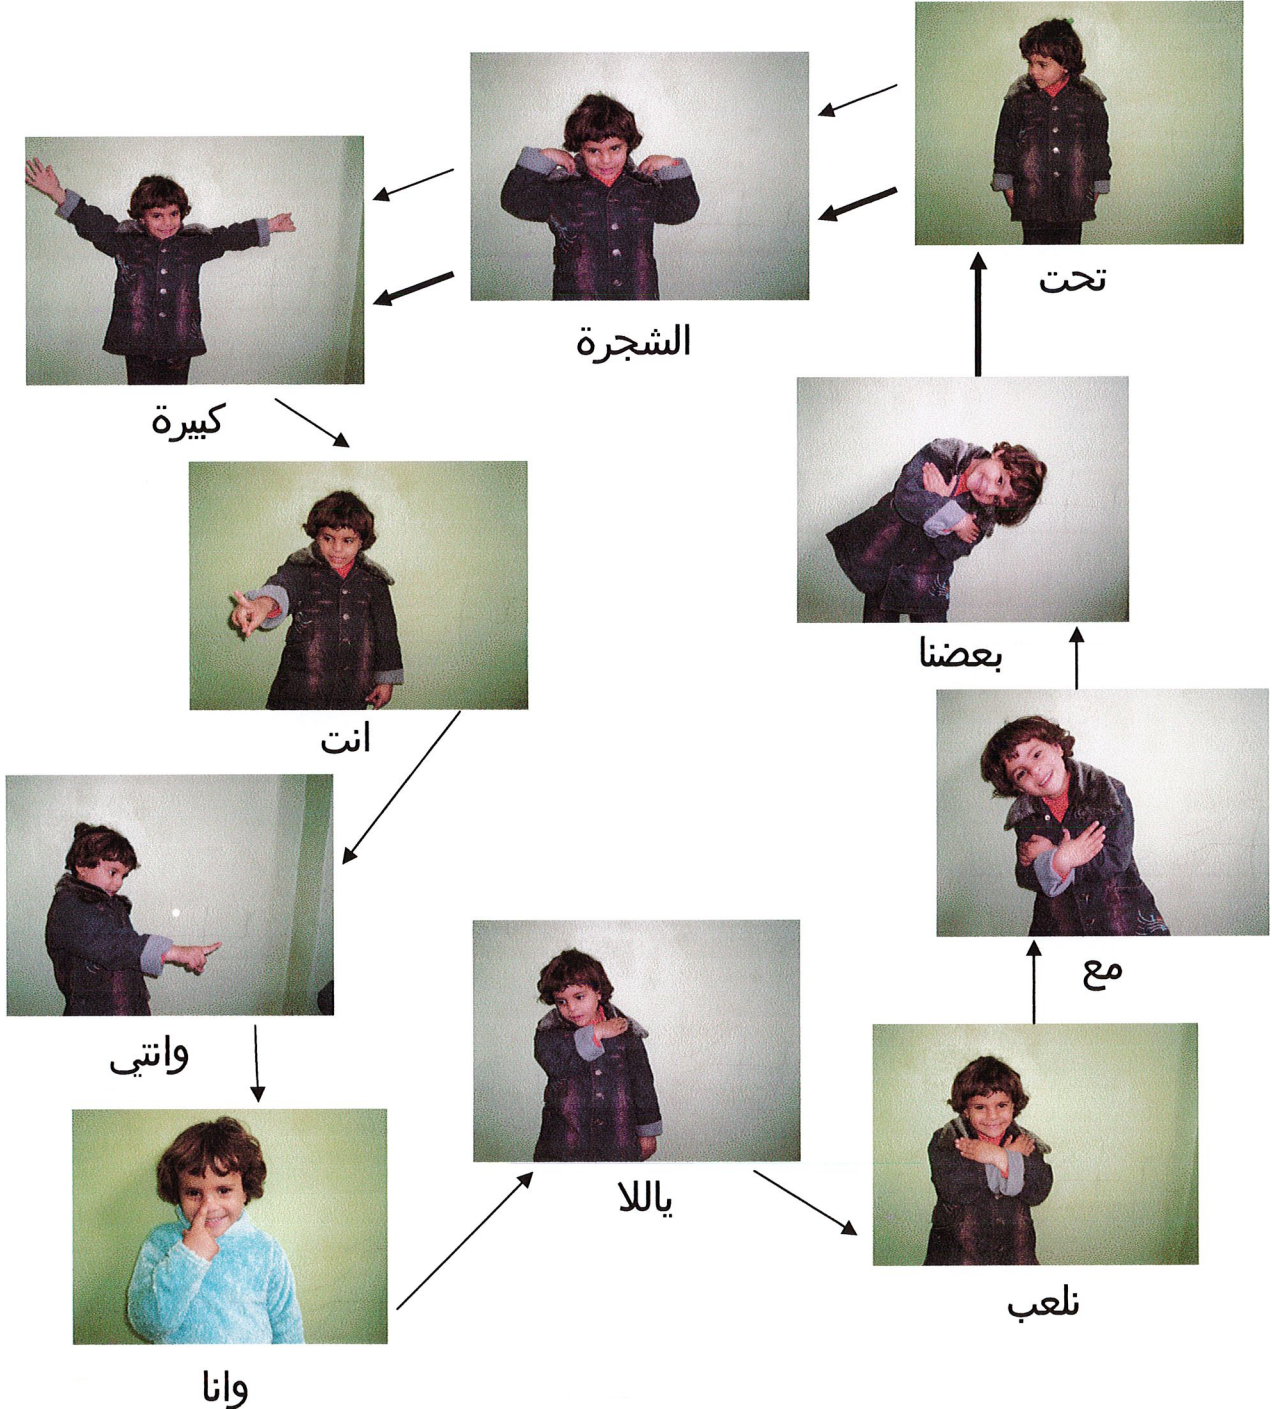 تحت
الشجرة
كبيرة
انت
وانتي
وانا
ياللا
نلعب
مع
بعضنا